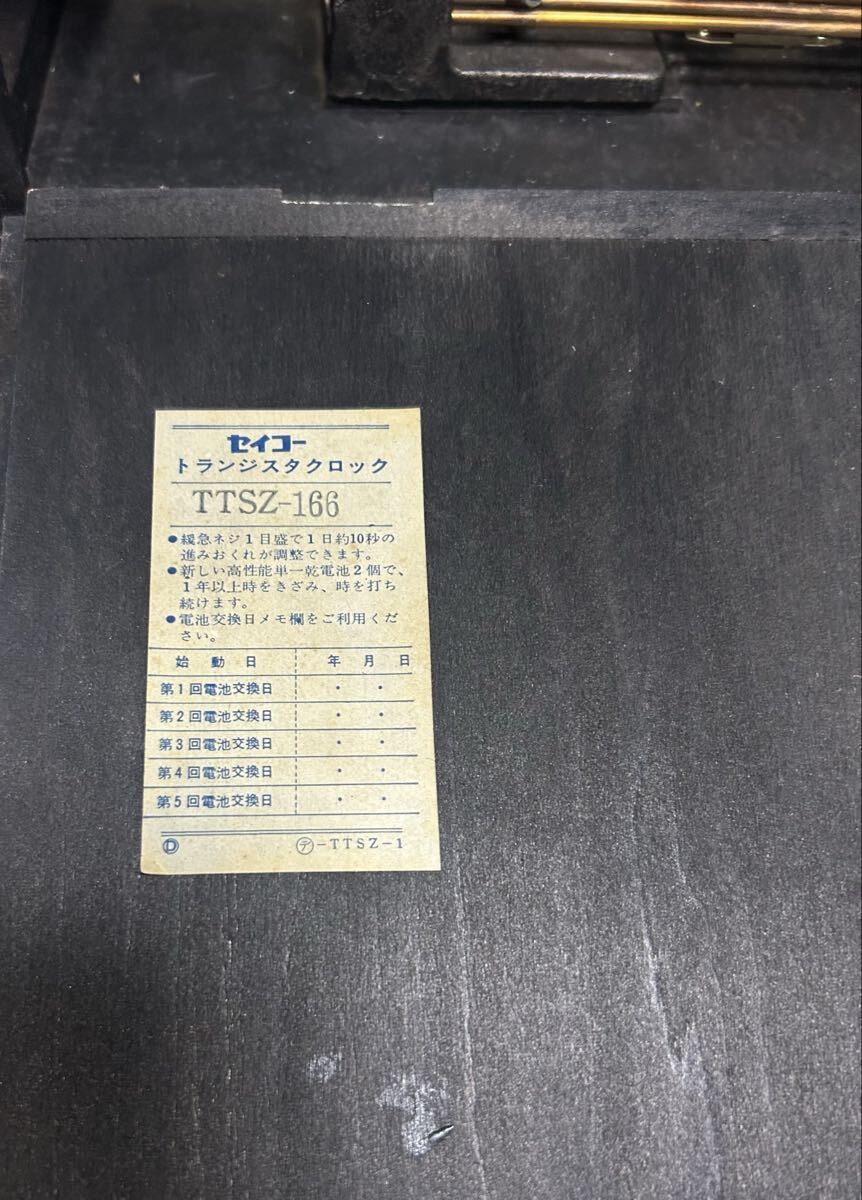 セイコー
トランジスタクロック
TTSZ-166
●緩急ネジ1目盛で1日約10秒の
進みおくれが調整できます。
●新しい高性能単一乾電池2個で、
1年以上時をきざみ、時を打ち
続けます。
●電池交換日メモ欄をご利用くだ
さい。
始動日 年 月 日
第1回電池交換日 ・ ・
第2回電池交換日 ・ ・
第3回電池交換日 ・ ・
第4回電池交換日 ・ ・
第5回電池交換日 ・ ・
Ⓓ ㋢-TTSZ-1